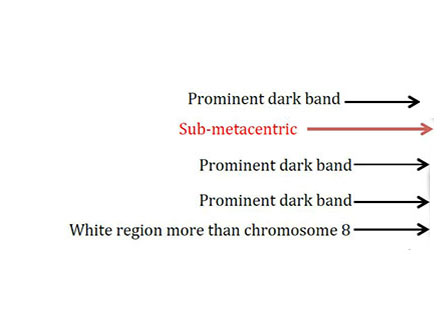 Prominent dark band
Sub-metacentric
Prominent dark band
Prominent dark band
White region more than chromosome 8